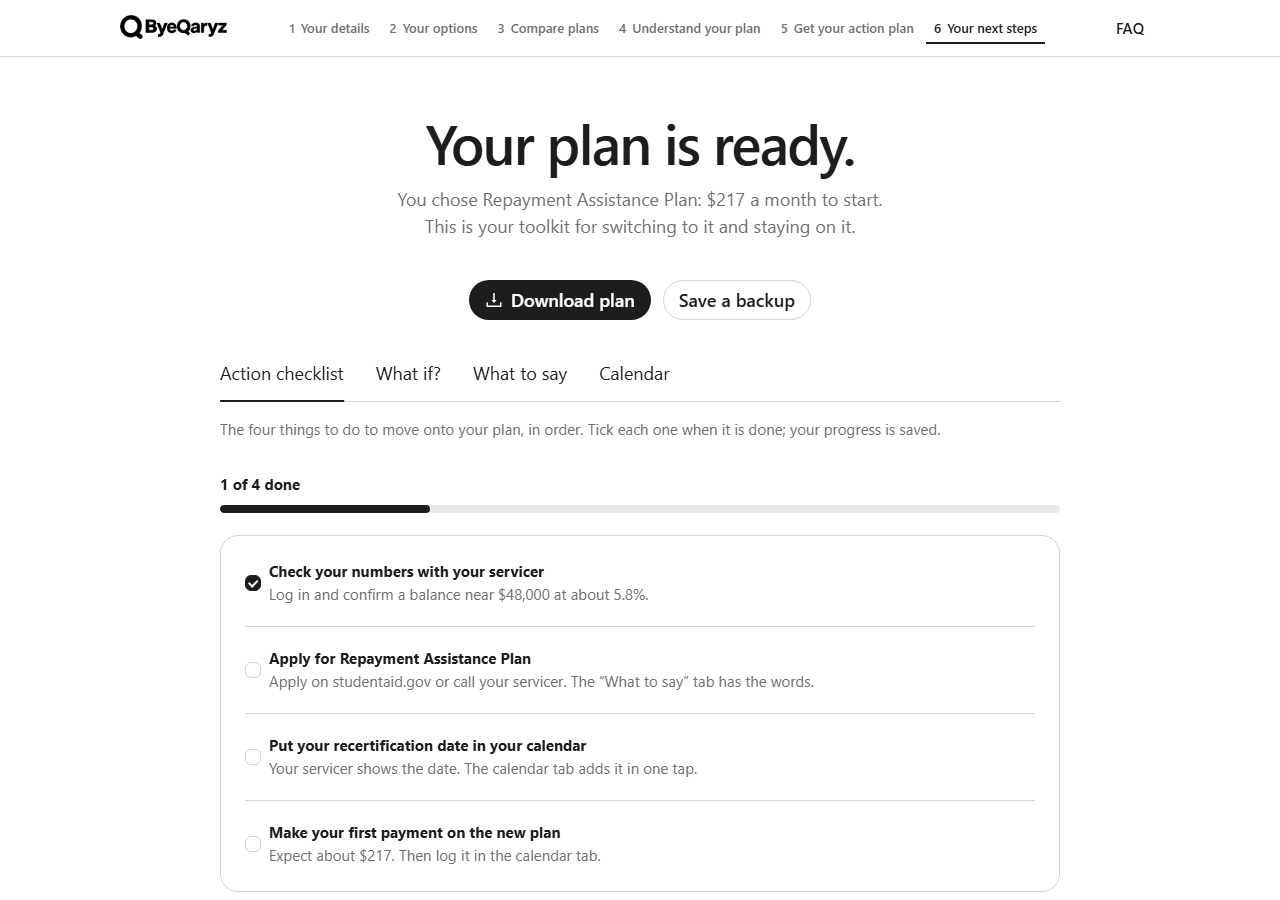 ByeQaryz
1 Your details
2 Your options
3 Compare plans
4 Understand your plan
5 Get your action plan
6 Your next steps
FAQ
Your plan is ready.
You chose Repayment Assistance Plan: $217 a month to start.
This is your toolkit for switching to it and staying on it.
Download plan
Save a backup
Action checklist
What if?
What to say
Calendar
The four things to do to move onto your plan, in order. Tick each one when it is done; your progress is saved.
1 of 4 done
Check your numbers with your servicer
Log in and confirm a balance near $48,000 at about 5.8%.
Apply for Repayment Assistance Plan
Apply on studentaid.gov or call your servicer. The “What to say” tab has the words.
Put your recertification date in your calendar
Your servicer shows the date. The calendar tab adds it in one tap.
Make your first payment on the new plan
Expect about $217. Then log it in the calendar tab.